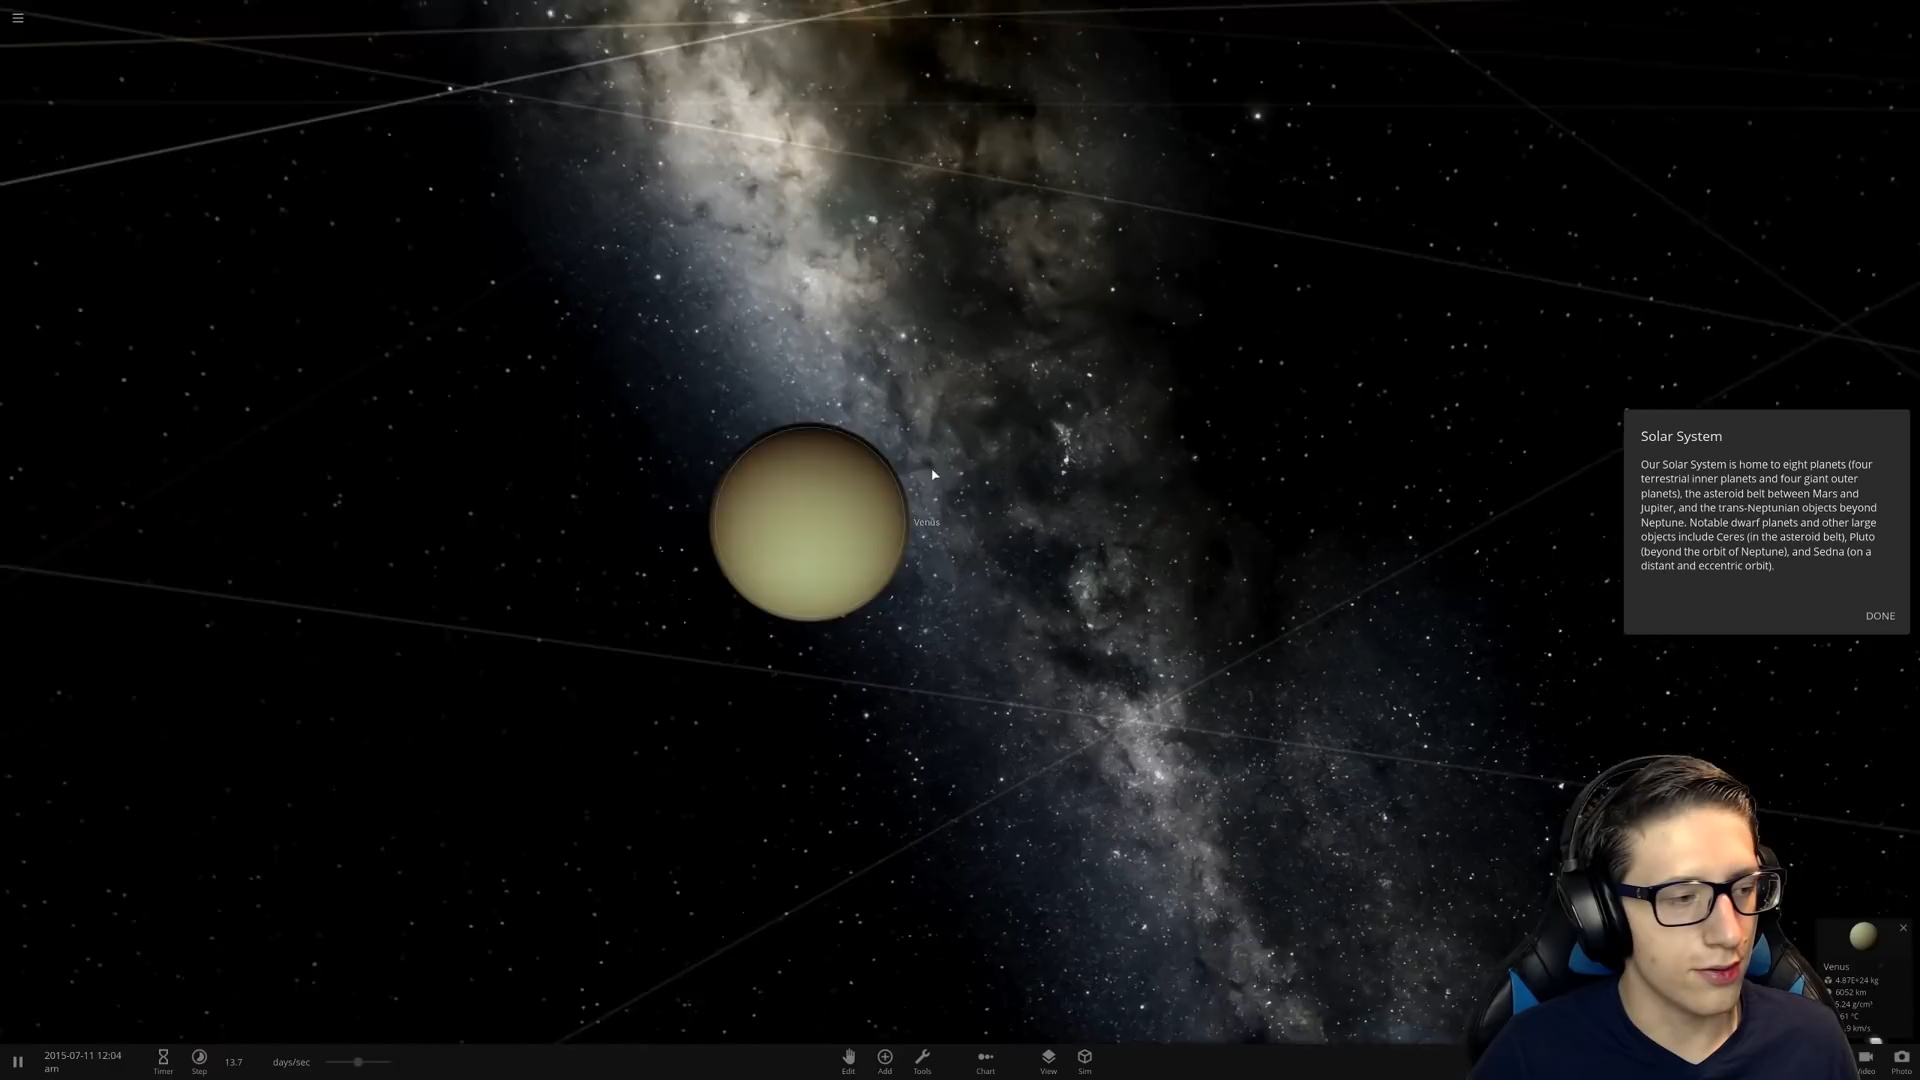 Venus
Solar System
Our Solar System is home to eight planets (four
terrestrial inner planets and four giant outer
planets), the asteroid belt between Mars and
Jupiter, and the trans-Neptunian objects beyond
Neptune. Notable dwarf planets and other large
objects include Ceres (in the asteroid belt), Pluto
(beyond the orbit of Neptune), and Sedna (on a
distant and eccentric orbit).
DONE
Venus
4.87E+24 kg
6052 km
5.24 g/cm³
61 °C
.9 km/s
2015-07-11 12:04
am
Timer
Step
13.7
days/sec
Edit
Add
Tools
Chart
View
Sim
Video
Photo